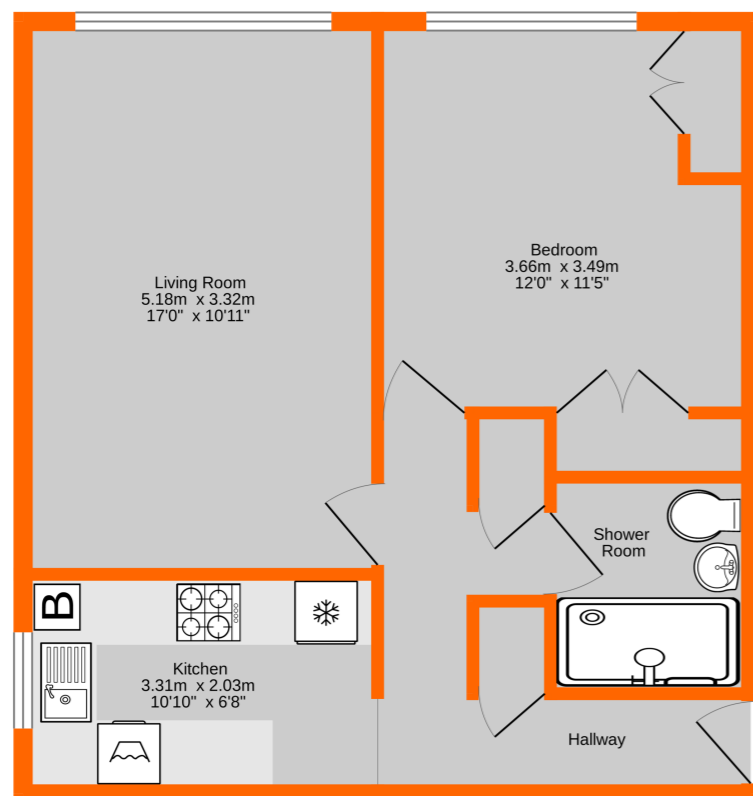 Living Room
5.18m x 3.32m
17'0" x 10'11"
Bedroom
3.66m x 3.49m
12'0" x 11'5"
Shower
Room
B
Kitchen
3.31m x 2.03m
10'10" x 6'8"
Hallway